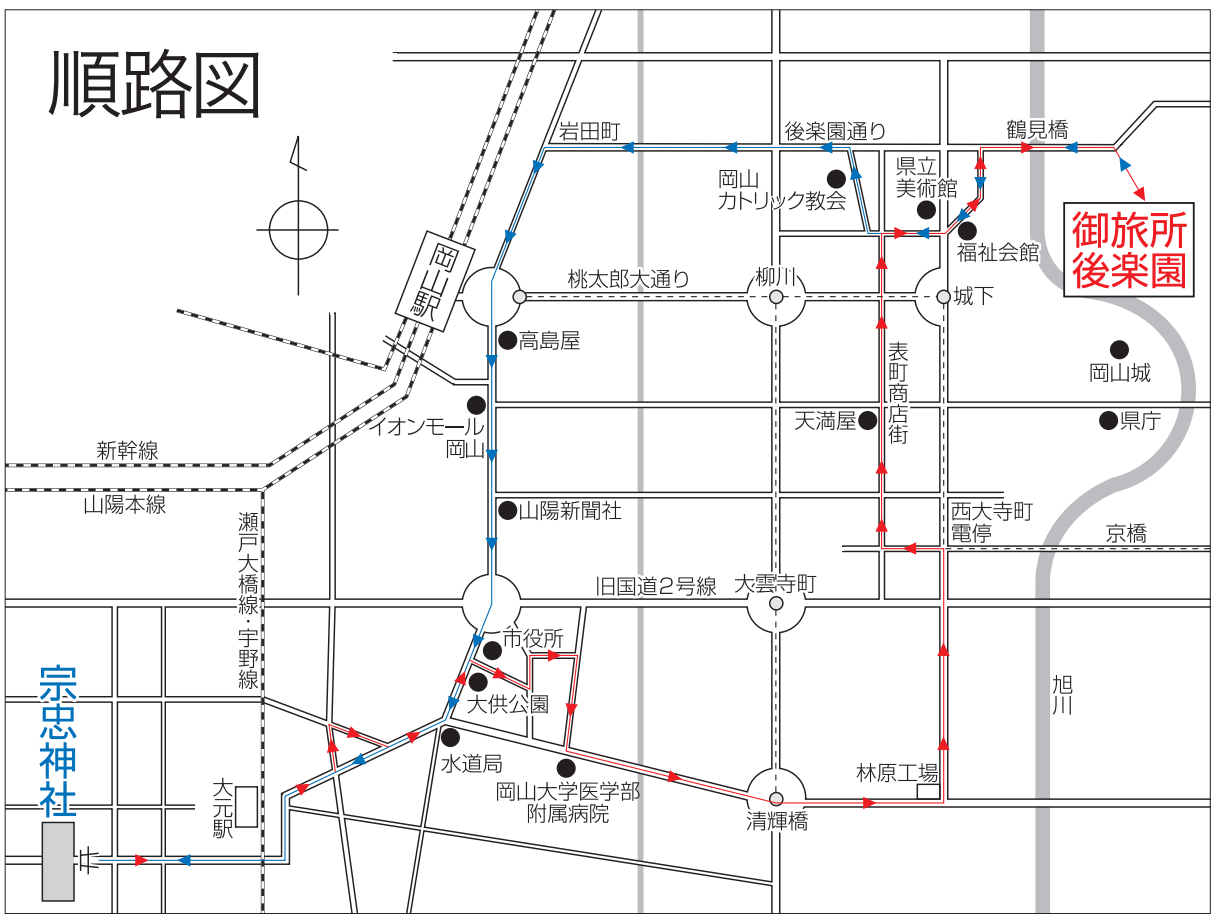 順路図
岩田町
後楽園通り
鶴見橋
岡山
カトリック教会
県立
美術館
福祉会館
御旅所
後楽園
岡山駅
桃太郎大通り
柳川
城下
高島屋
表町商店街
岡山城
イオンモール
岡山
天満屋
県庁
新幹線
山陽本線
瀬戸大橋線・宇野線
山陽新聞社
西大寺町
電停
京橋
旧国道2号線
大雲寺町
市役所
宗忠神社
大供公園
旭川
水道局
大元駅
岡山大学医学部
附属病院
林原工場
清輝橋